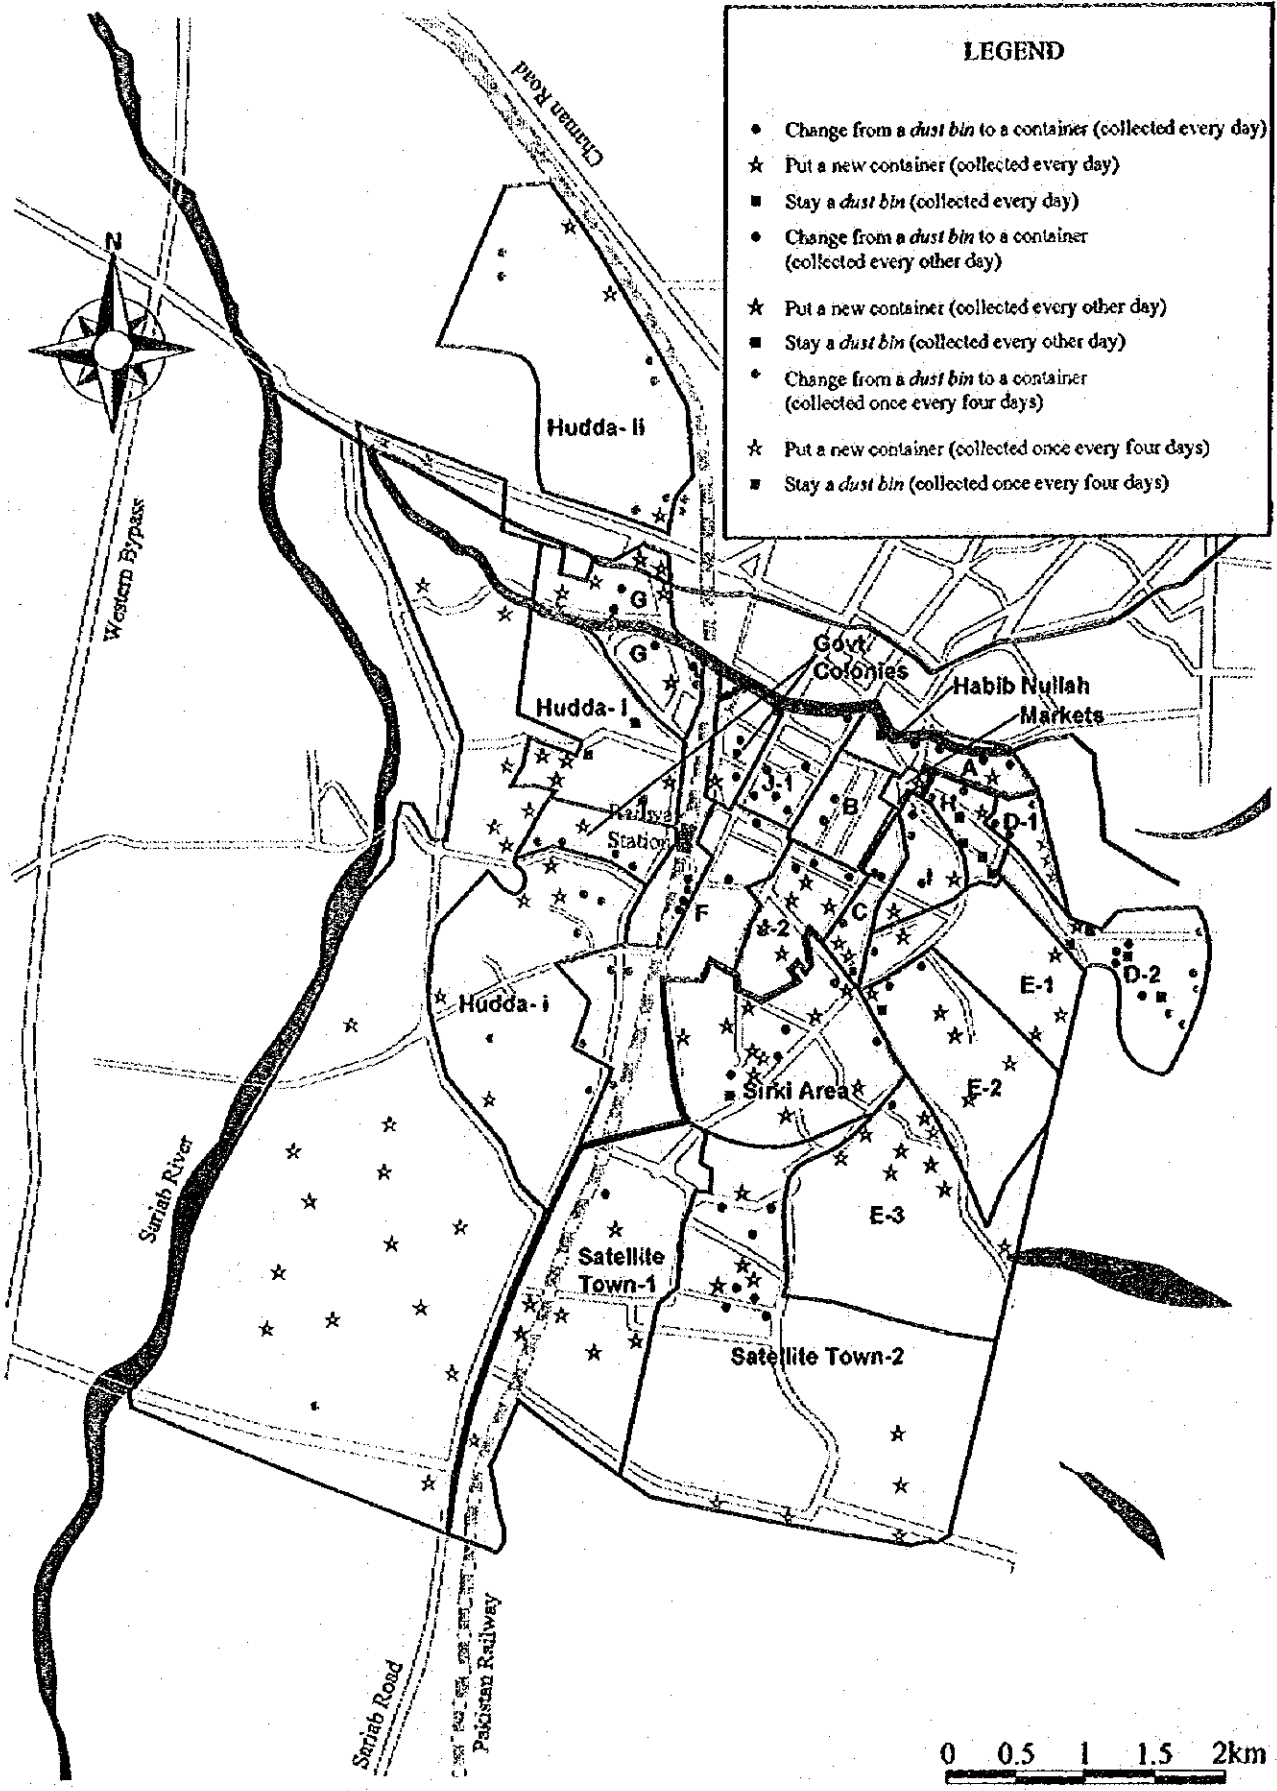 LEGEND
Change from a dust bin to a container (collected every day)
Put a new container (collected every day)
Stay a dust bin (collected every day)
Change from a dust bin to a container
(collected every other day)
Put a new container (collected every other day)
Stay a dust bin (collected every other day)
Change from a dust bin to a container
(collected once every four days)
Put a new container (collected once every four days)
Stay a dust bin (collected once every four days)
Chaman Road
N
Hudda-Ii
Western Bypass
G
G
Govt.
Colonies
Habib Nullah
Markets
Hudda-I
A
J-1
B
H
D-1
Railway
Station
I
F
C
J-2
D-2
E-1
Hudda-i
Sirki Area
E-2
Sariab River
E-3
Satellite
Town-1
Satellite Town-2
Sariab Road
Pakistan Railway
0 0.5 1 1.5 2km